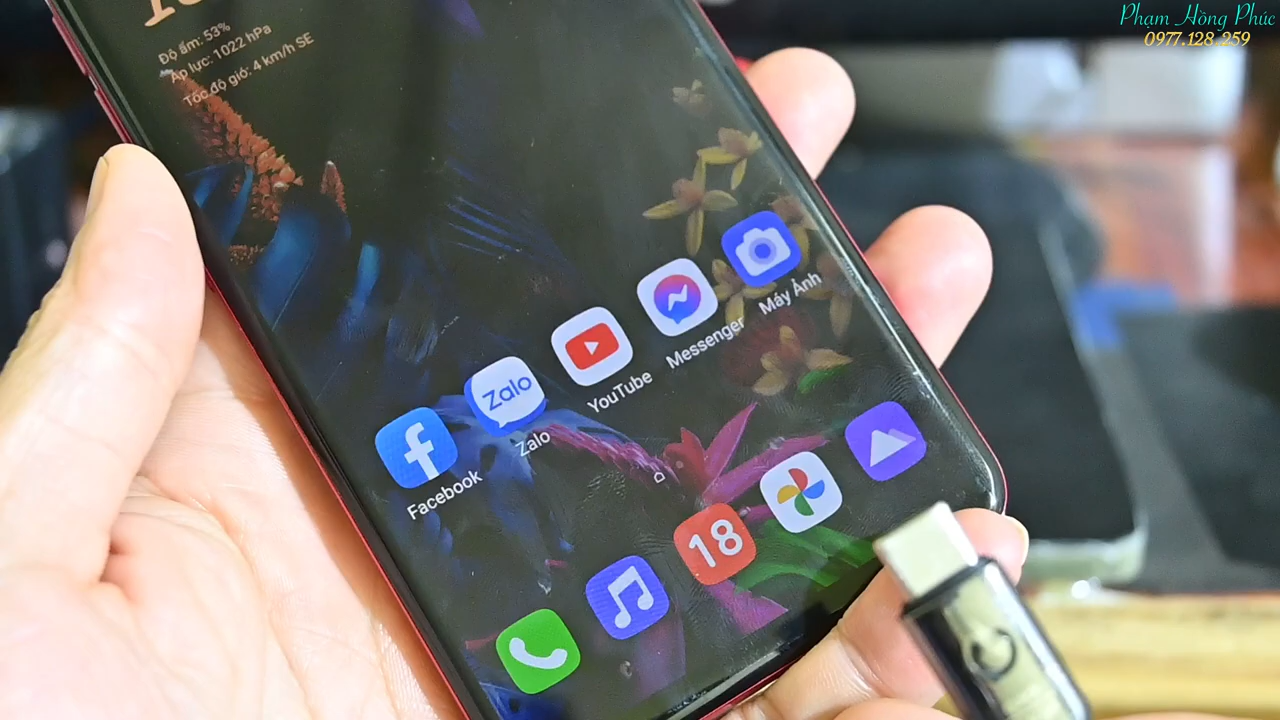 Phạm Hồng Phúc
0977.128.259
Độ ẩm: 53%
Áp lực: 1022 hPa
Tốc độ gió: 4 km/h SE
Máy Ảnh
Messenger
YouTube
Zalo
Zalo
Facebook
18